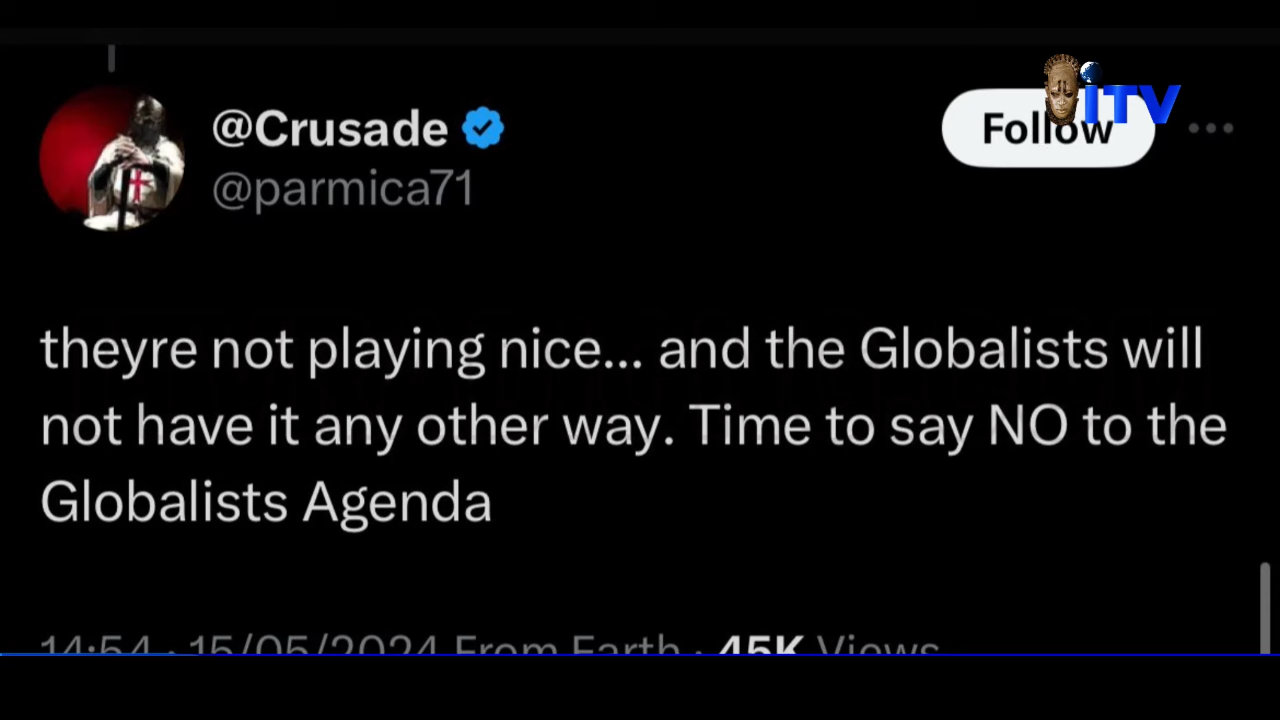 @Crusade
@parmica71
Follow
iTV
theyre not playing nice... and the Globalists will
not have it any other way. Time to say NO to the
Globalists Agenda
14:54 · 15/05/2024 From Earth · 45K Views